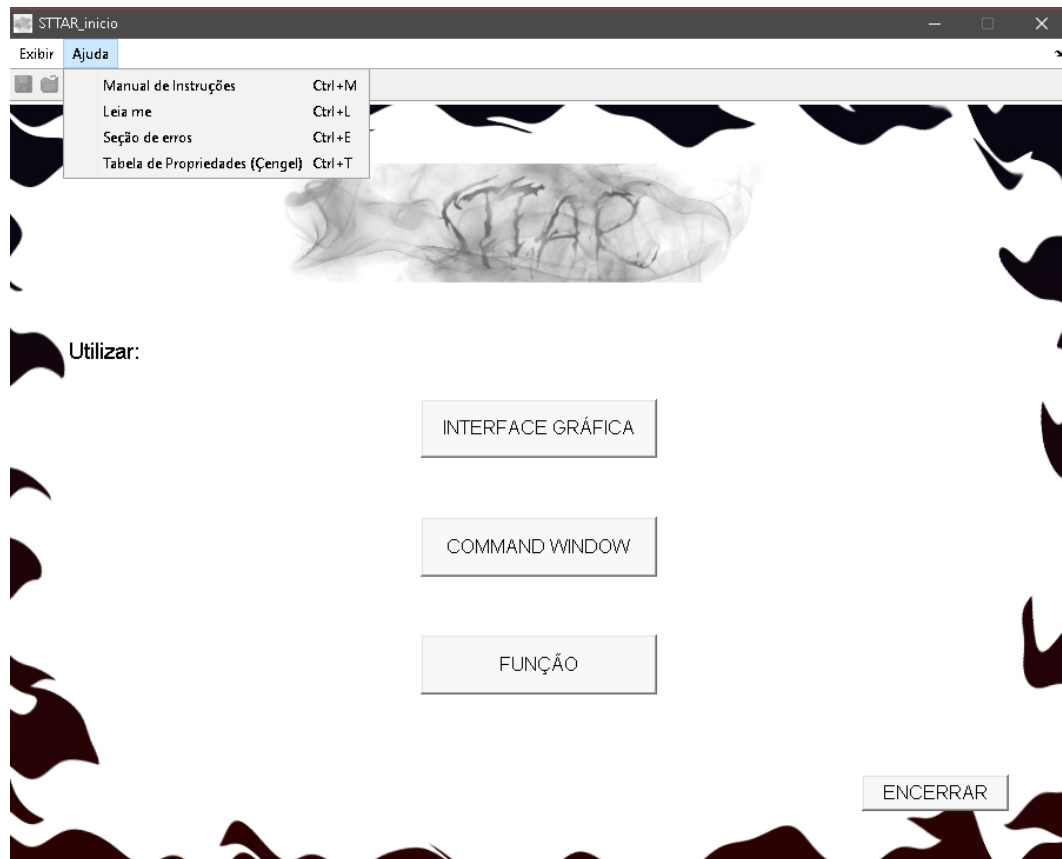 STTAR_inicio
Exibir Ajuda
Manual de Instruções Ctrl+M
Leia me Ctrl+L
Seção de erros Ctrl+E
Tabela de Propriedades (Çengel) Ctrl+T
STTAR
Utilizar:
INTERFACE GRÁFICA
COMMAND WINDOW
FUNÇÃO
ENCERRAR